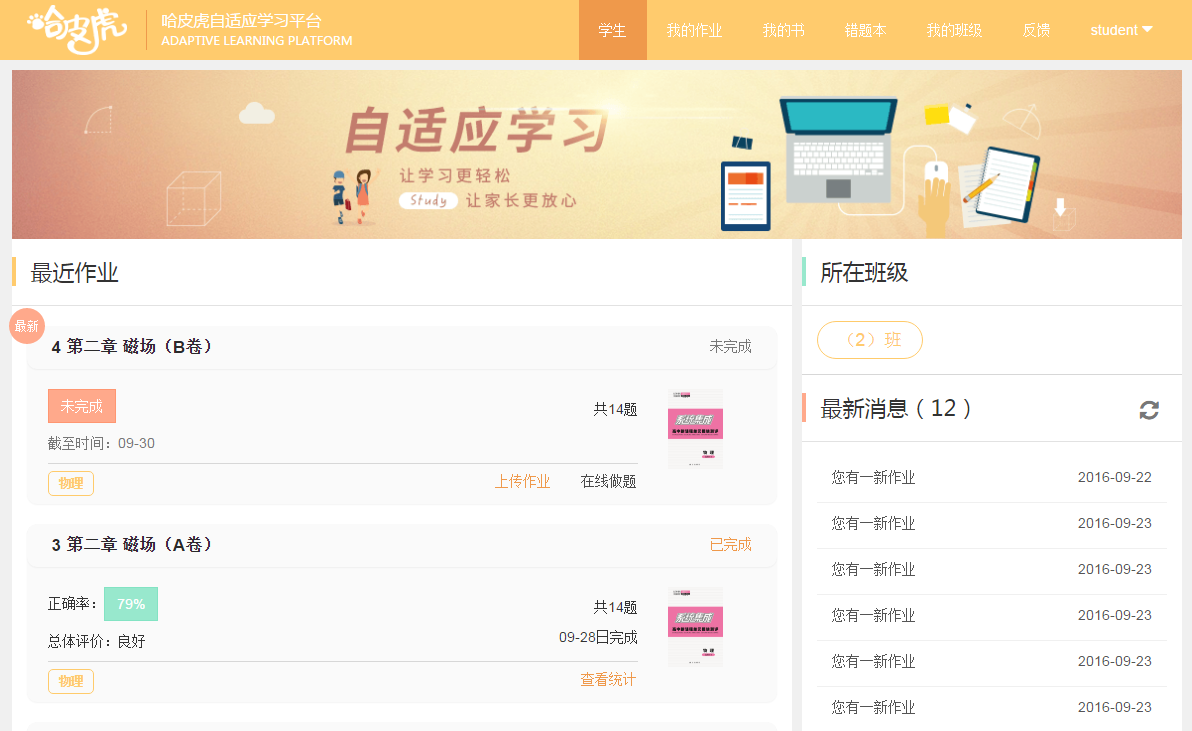 哈皮虎
哈皮虎自适应学习平台
ADAPTIVE LEARNING PLATFORM
学生
我的作业
我的书
错题本
我的班级
反馈
student
自适应学习
让学习更轻松
Study 让家长更放心
最近作业
最新
4 第二章 磁场（B卷）
未完成
未完成
共14题
截至时间：09-30
物理
上传作业
在线做题
系统集成
3 第二章 磁场（A卷）
已完成
正确率：79%
共14题
总体评价：良好
09-28日完成
物理
查看统计
系统集成
所在班级
（2）班
最新消息（12）
您有一新作业 2016-09-22
您有一新作业 2016-09-23
您有一新作业 2016-09-23
您有一新作业 2016-09-23
您有一新作业 2016-09-23
您有一新作业 2016-09-23